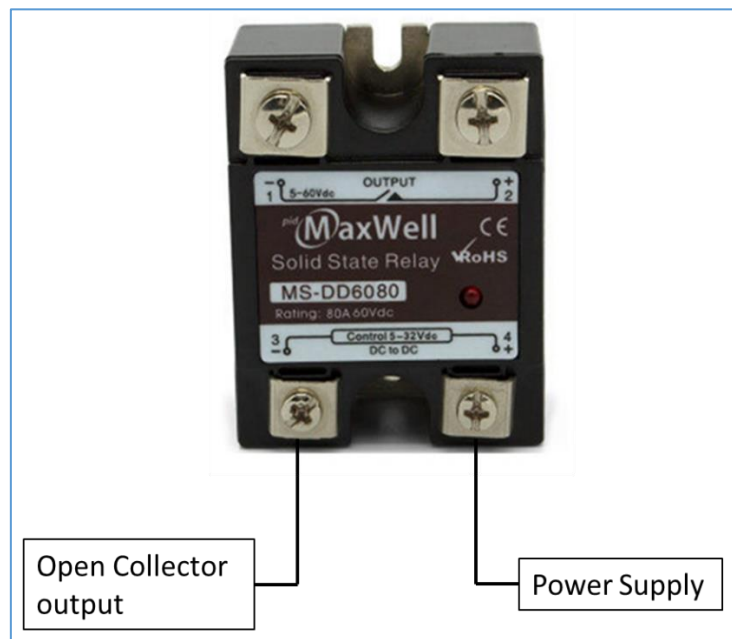 - 1 5-60Vdc OUTPUT + 2
pid MaxWell CE
Solid State Relay RoHS
MS-DD6080
Rating: 80A 60Vdc
3 - Control 5-32Vdc 4 +
DC to DC
Open Collector
output
Power Supply